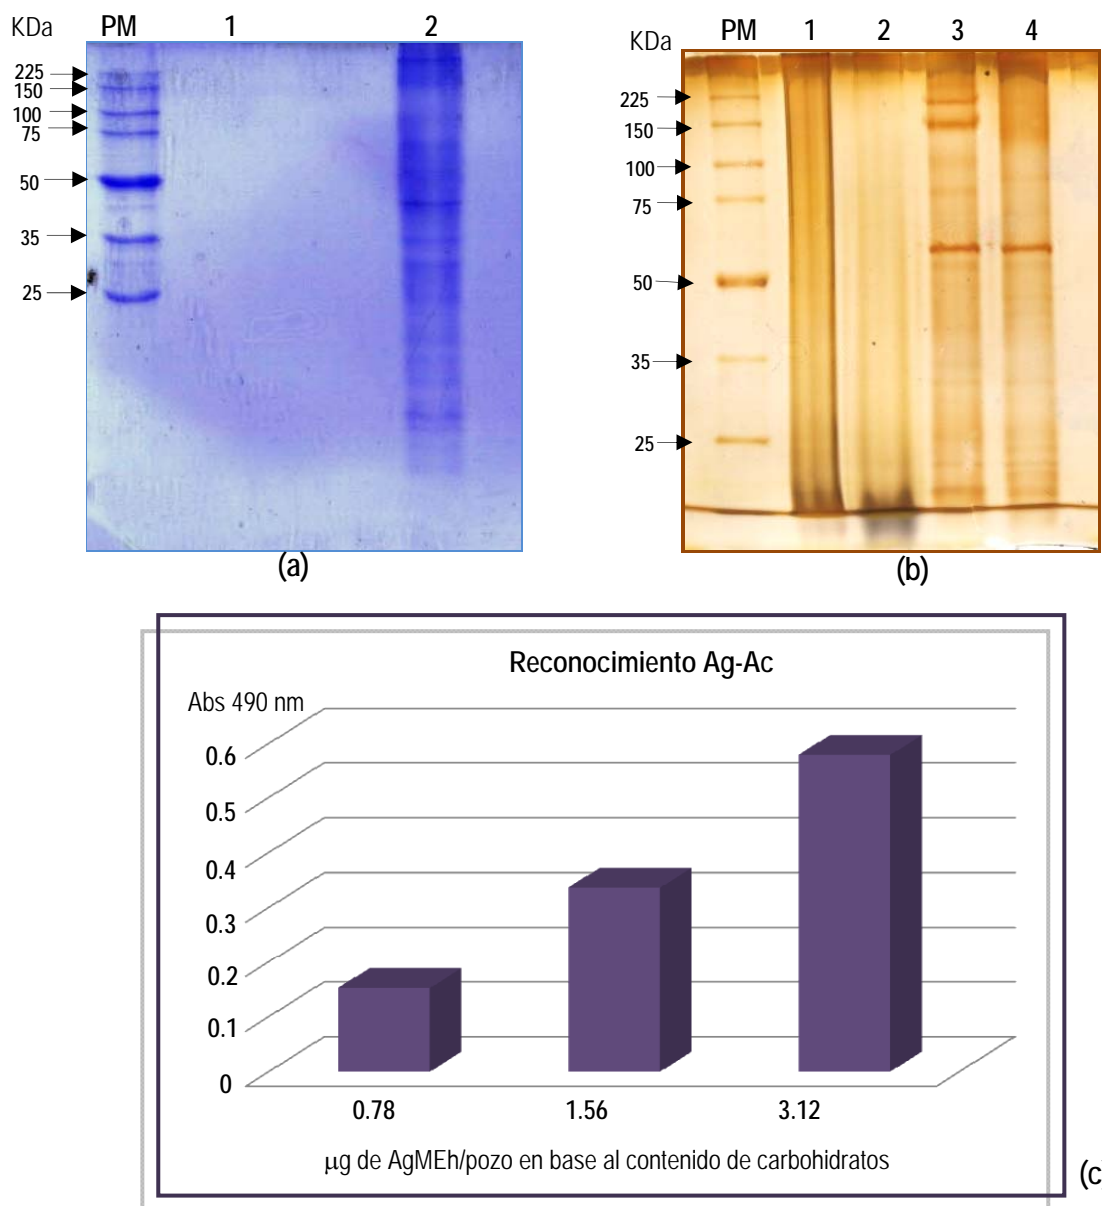 KDa PM 1 2
225
150
100
75
50
35
25
(a)
KDa PM 1 2 3 4
225
150
100
75
50
35
25
(b)
Reconocimiento Ag-Ac
Abs 490 nm
0.6
0.5
0.4
0.3
0.2
0.1
0
0.78 1.56 3.12
µg de AgMEh/pozo en base al contenido de carbohidratos
(c